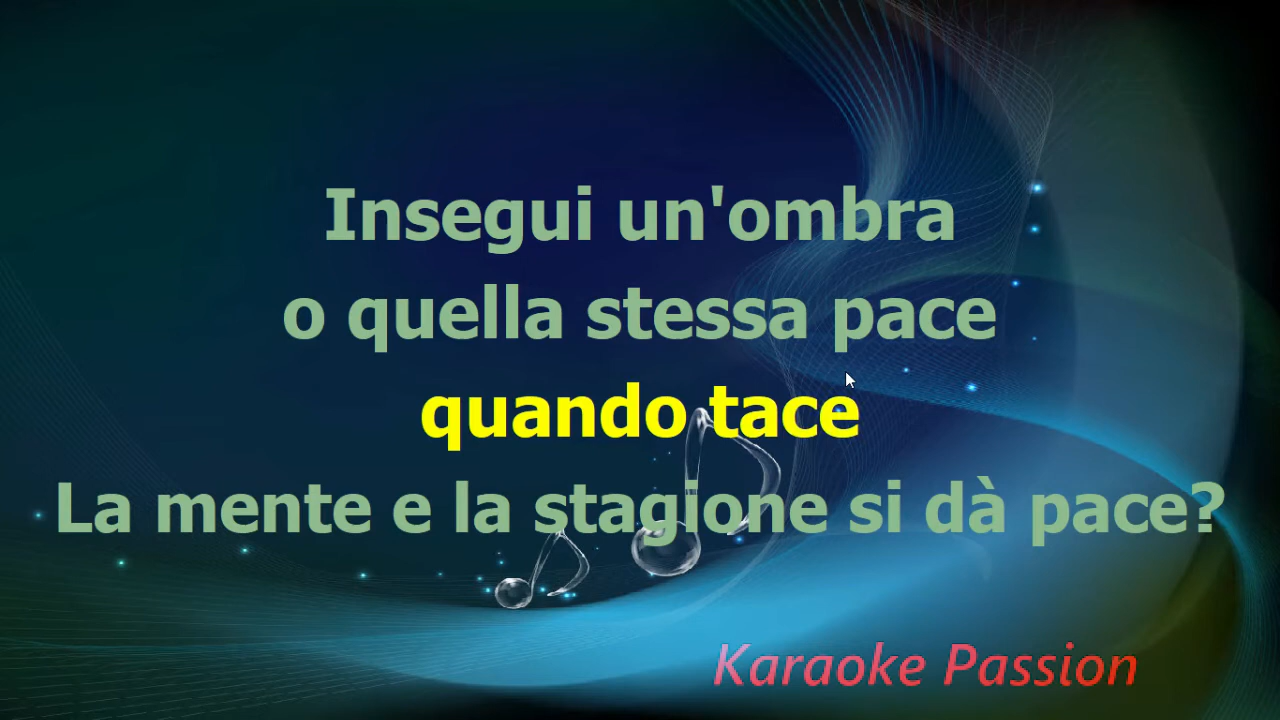 Insegui un'ombra
o quella stessa pace
quando tace
La mente e la stagione si dà pace?
Karaoke Passion